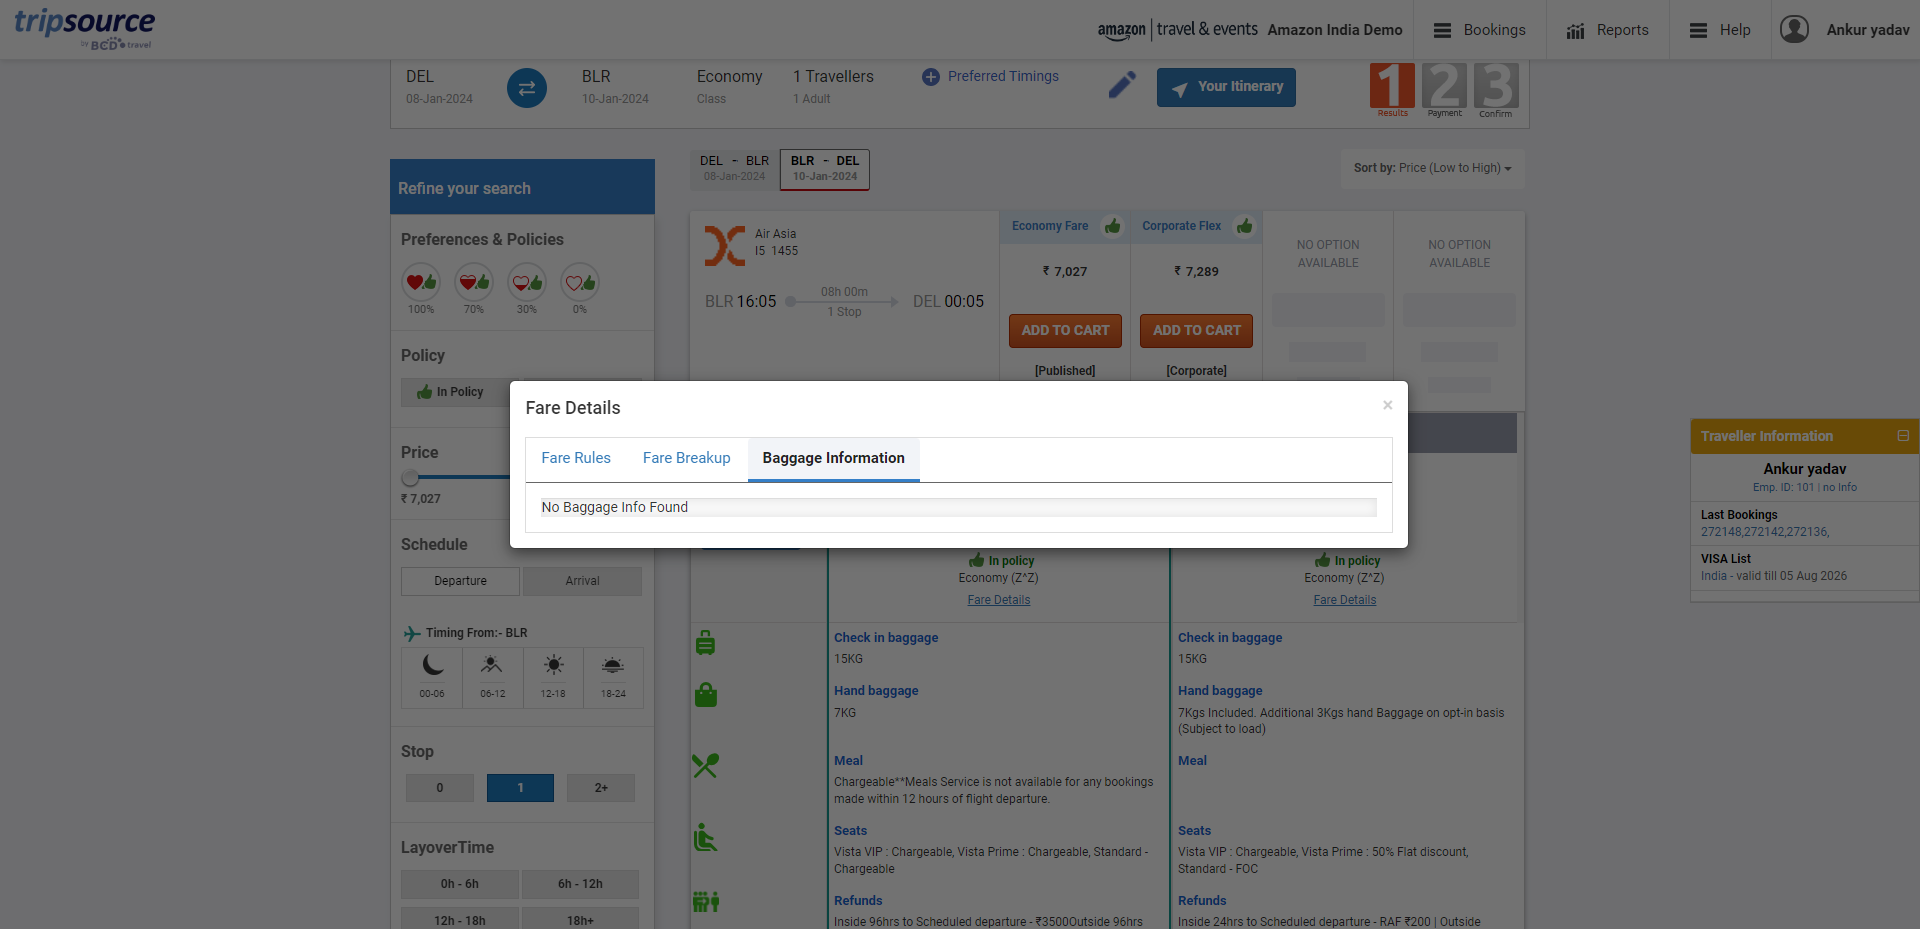 tripsource
by BCD travel
amazon | travel & events Amazon India Demo
Bookings
Reports
Help
Ankur yadav
DEL
08-Jan-2024
BLR
10-Jan-2024
Economy
Class
1 Travellers
1 Adult
Preferred Timings
Your Itinerary
1 2 3
Results Payment Confirm
Refine your search
Preferences & Policies
100% 70% 30% 0%
Policy
In Policy
Price
₹ 7,027
Schedule
Departure Arrival
Timing From:- BLR
00-06 06-12 12-18 18-24
Stop
0 1 2+
LayoverTime
0h - 6h 6h - 12h
12h - 18h 18h+
DEL - BLR
08-Jan-2024
BLR - DEL
10-Jan-2024
Sort by: Price (Low to High)
Air Asia
I5 1455
BLR 16:05
08h 00m
1 Stop
DEL 00:05
Economy Fare
₹ 7,027
ADD TO CART
[Published]
Corporate Flex
₹ 7,289
ADD TO CART
[Corporate]
NO OPTION
AVAILABLE
NO OPTION
AVAILABLE
Fare Details
×
Fare Rules Fare Breakup Baggage Information
No Baggage Info Found
In policy
Economy (Z^Z)
Fare Details
In policy
Economy (Z^Z)
Fare Details
Check in baggage
15KG
Check in baggage
15KG
Hand baggage
7KG
Hand baggage
7Kgs Included. Additional 3Kgs hand Baggage on opt-in basis
(Subject to load)
Meal
Chargeable**Meals Service is not available for any bookings
made within 12 hours of flight departure.
Meal
Seats
Vista VIP : Chargeable, Vista Prime : Chargeable, Standard -
Chargeable
Seats
Vista VIP : Chargeable, Vista Prime : 50% Flat discount,
Standard - FOC
Refunds
Inside 96hrs to Scheduled departure - ₹3500Outside 96hrs
Refunds
Inside 24hrs to Scheduled departure - RAF ₹200 | Outside
Traveller Information
Ankur yadav
Emp. ID: 101 | no Info
Last Bookings
272148,272142,272136,
VISA List
India - valid till 05 Aug 2026